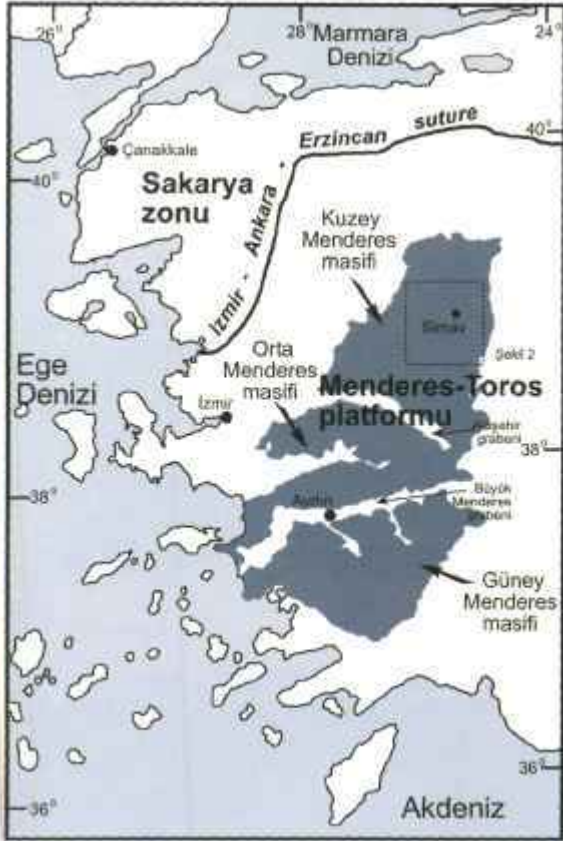 26°
28°
24°
Marmara
Denizi
Erzincan suture
40°
Çanakkale
40°
Sakarya
zonu
İzmir - Ankara
Kuzey
Menderes
masifi
Simav
Şekil 2
Ege
Denizi
Orta
Menderes
masifi
İzmir
Menderes-Toros
platformu
Alaşehir
grabeni
38°
38°
Büyük
Menderes
grabeni
Aydın
Güney
Menderes
masifi
36°
36°
Akdeniz